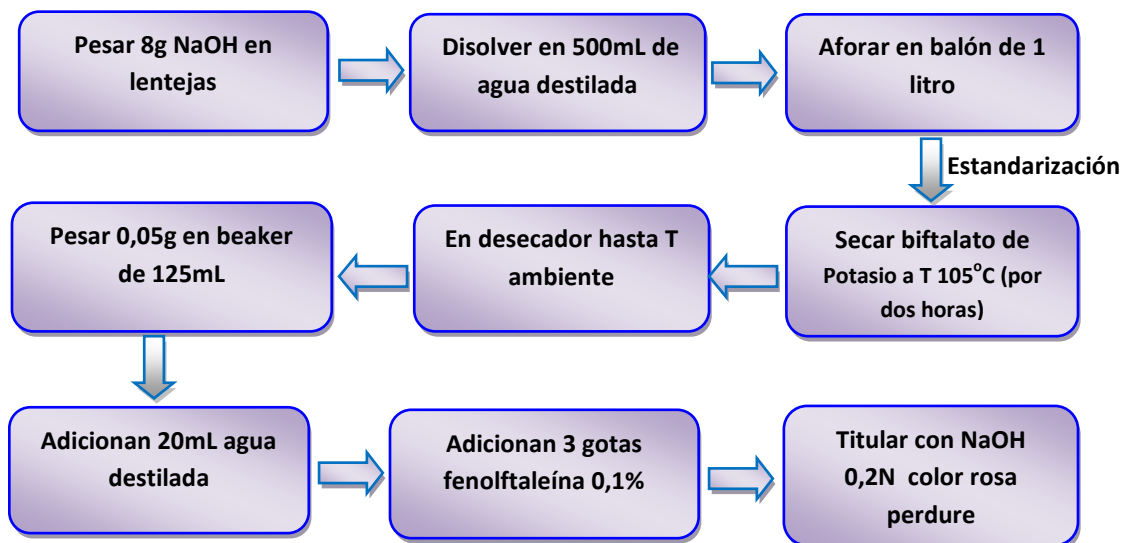 Pesar 8g NaOH en
lentejas
Disolver en 500mL de
agua destilada
Aforar en balón de 1
litro
Estandarización
Secar biftalato de
Potasio a T 105°C (por
dos horas)
En desecador hasta T
ambiente
Pesar 0,05g en beaker
de 125mL
Adicionan 20mL agua
destilada
Adicionan 3 gotas
fenolftaleína 0,1%
Titular con NaOH
0,2N color rosa
perdure